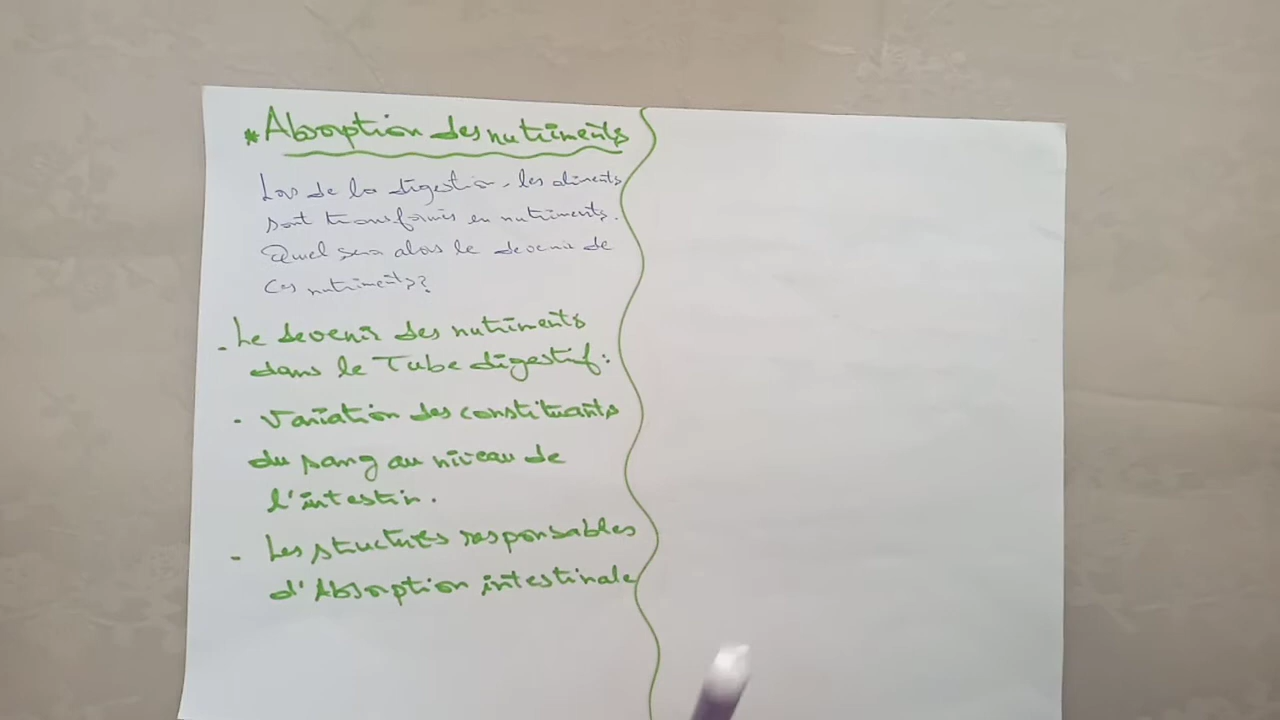 * Absorption des nutriments
Lors de la digestion, les aliments
sont transformés en nutriments.
Quel sera alors le devenir de
ces nutriments?
- Le devenir des nutriments
dans le Tube digestif:
- Variation des constituants
du sang au niveau de
l'intestin.
- Les structures responsables
d'Absorption intestinale